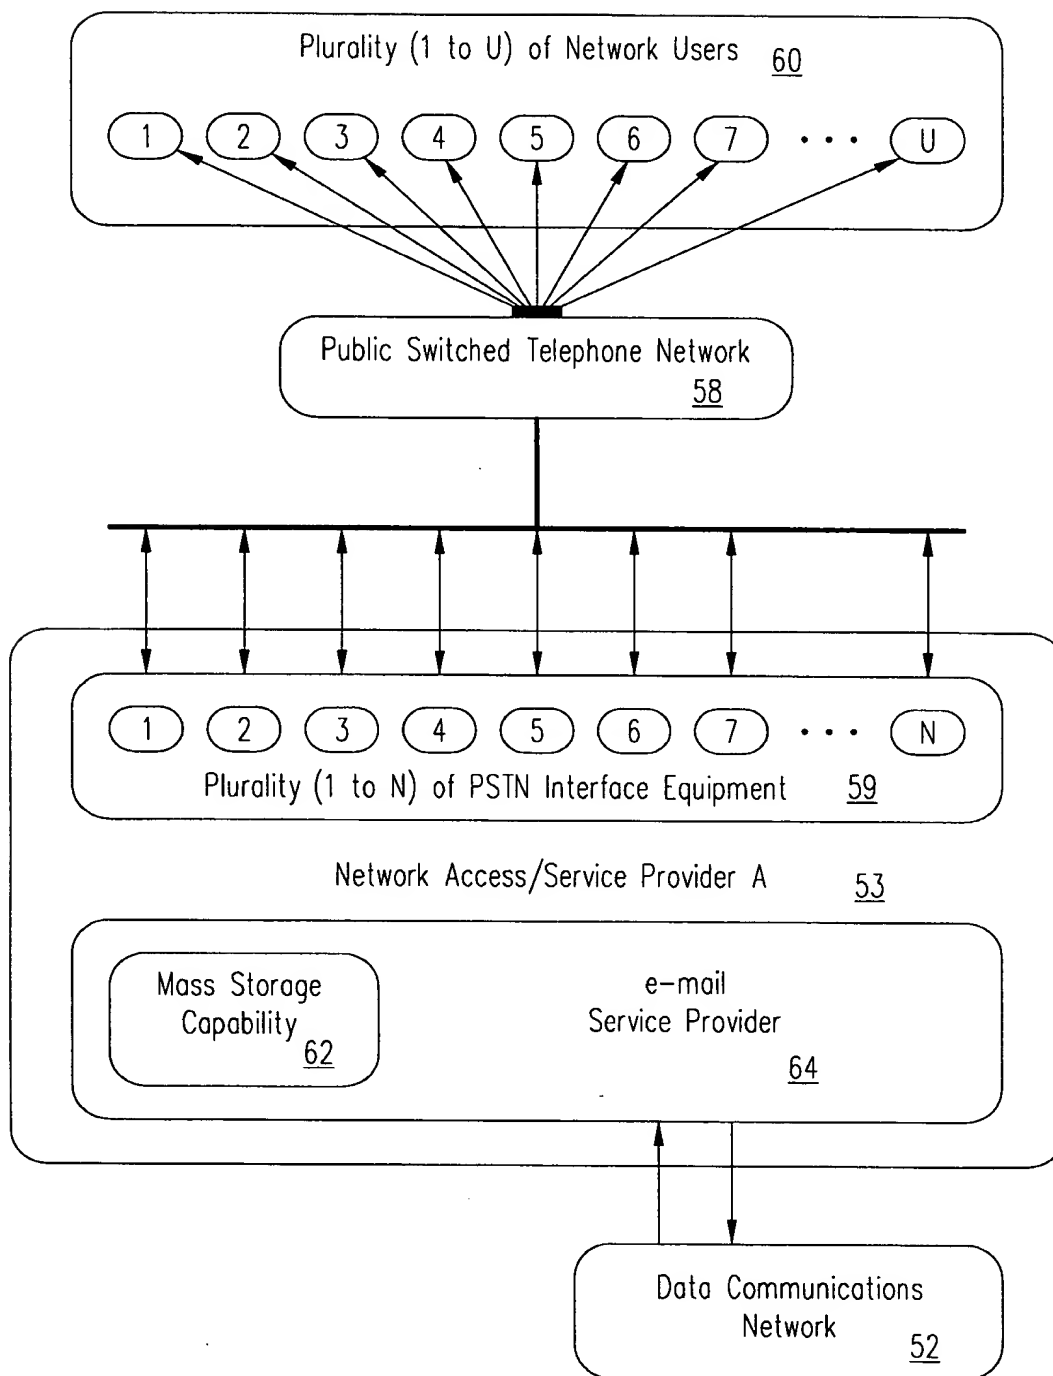 Plurality (1 to U) of Network Users 60
1 2 3 4 5 6 7 ... U
Public Switched Telephone Network
58
1 2 3 4 5 6 7 ... N
Plurality (1 to N) of PSTN Interface Equipment 59
Network Access/Service Provider A 53
Mass Storage
Capability
62
e-mail
Service Provider
64
Data Communications
Network
52